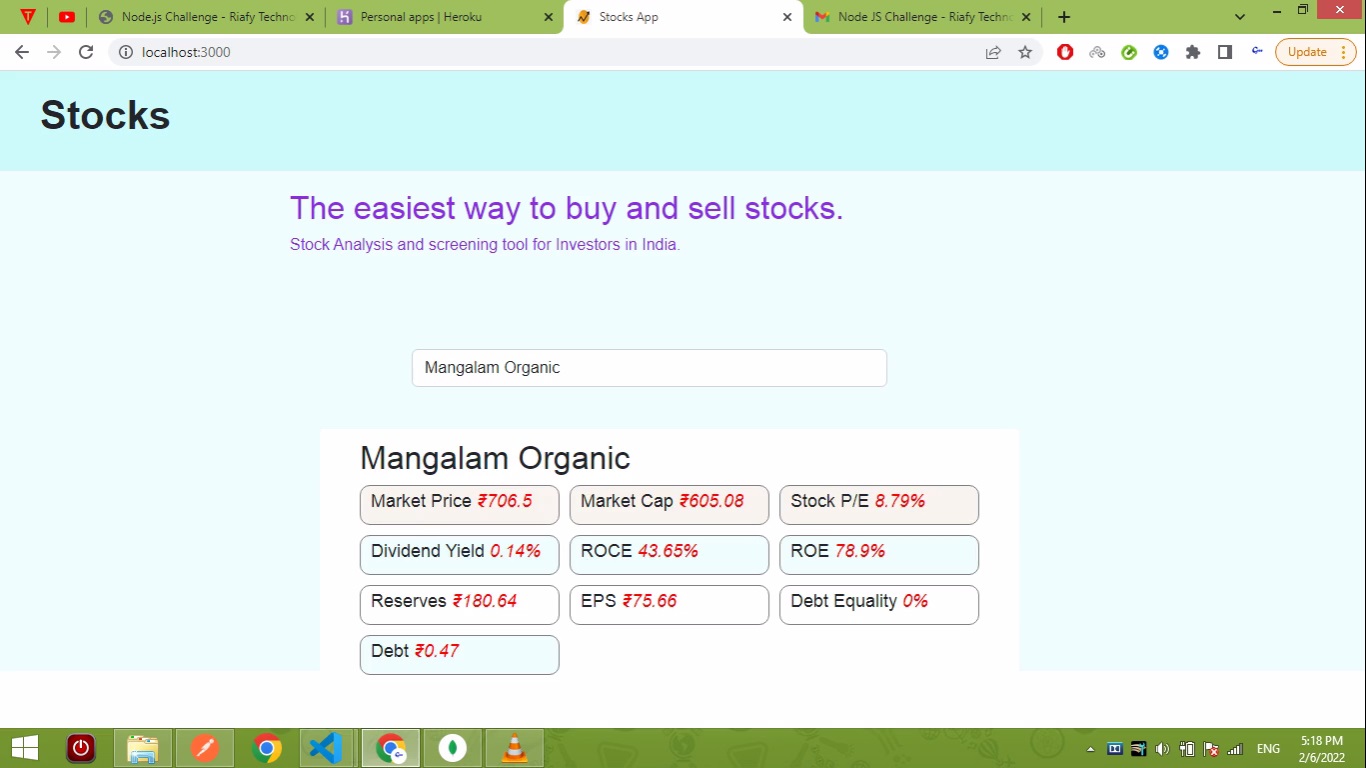 Node.js Challenge - Riafy Techno
Personal apps | Heroku
Stocks App
Node JS Challenge - Riafy Techno
localhost:3000
Update
Stocks
The easiest way to buy and sell stocks.
Stock Analysis and screening tool for Investors in India.
Mangalam Organic
Mangalam Organic
Market Price ₹706.5 Market Cap ₹605.08 Stock P/E 8.79%
Dividend Yield 0.14% ROCE 43.65% ROE 78.9%
Reserves ₹180.64 EPS ₹75.66 Debt Equality 0%
Debt ₹0.47
ENG
5:18 PM
2/6/2022